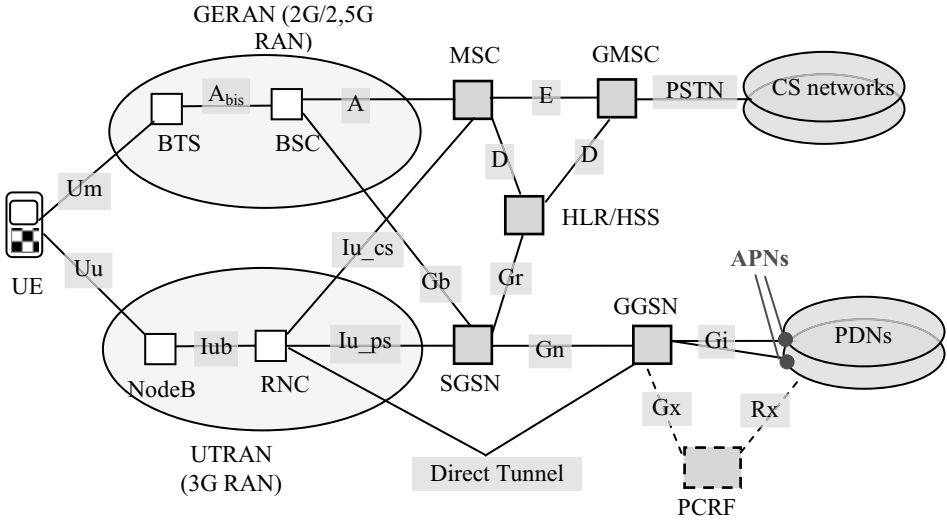 GERAN (2G/2,5G
RAN)
MSC
GMSC
Abis
A
E
PSTN
CS networks
BTS
BSC
D
D
Um
HLR/HSS
Iu_cs
UE
Uu
Gb
Gr
APNs
GGSN
Iub
Iu_ps
Gn
Gi
PDNs
NodeB
RNC
SGSN
Gx
Rx
UTRAN
(3G RAN)
Direct Tunnel
PCRF